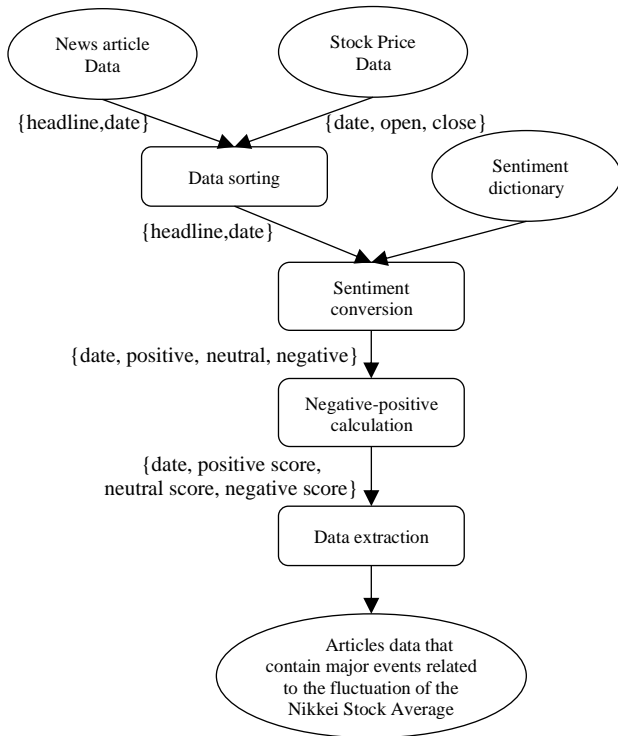 News article
Data
Stock Price
Data
{headline,date}
{date, open, close}
Data sorting
Sentiment
dictionary
{headline,date}
Sentiment
conversion
{date, positive, neutral, negative}
Negative-positive
calculation
{date, positive score,
neutral score, negative score}
Data extraction
Articles data that
contain major events related
to the fluctuation of the
Nikkei Stock Average